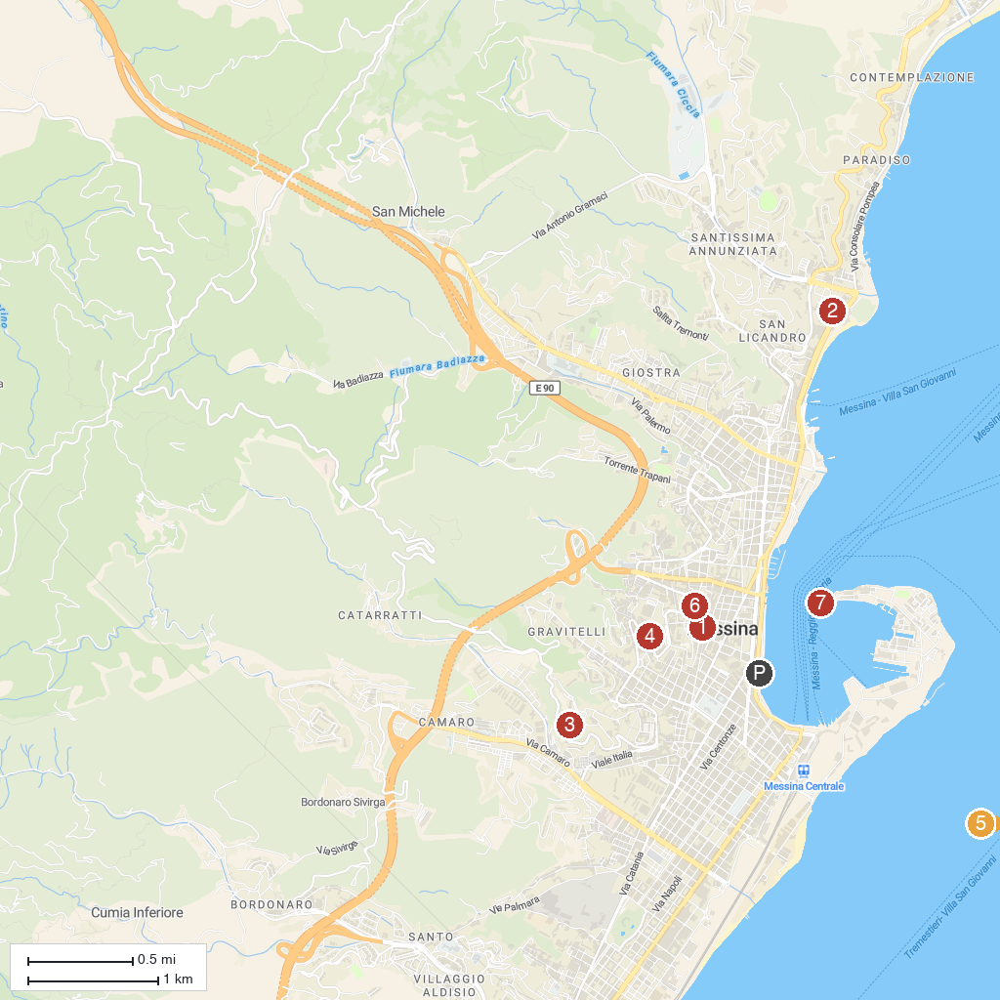 CONTEMPLAZIONE
Fiumara Ciccia
PARADISO
Via Consolare Pompea
Via Antonio Gramsci
San Michele
SANTISSIMA
ANNUNZIATA
2
Salita Tremonti
SAN
LICANDRO
Fiumara Badiazza
Via Badiazza
GIOSTRA
E 90
Messina - Villa San Giovanni
Messina
Via Palermo
Torrente Trapani
6
7
1
ssina
4
Messina - Reggio
ria
CATARRATTI
GRAVITELLI
P
3
CAMARO
Via Camaro
Viale Italia
Via Centonze
Messina Centrale
Bordonaro Sivirga
5
Via Sivirga
Via Catania
Via Napoli
Tremestieri- Villa San Giovanni
BORDONARO
Via Palmara
Cumia Inferiore
SANTO
VILLAGGIO
ALDISIO
0.5 mi
1 km